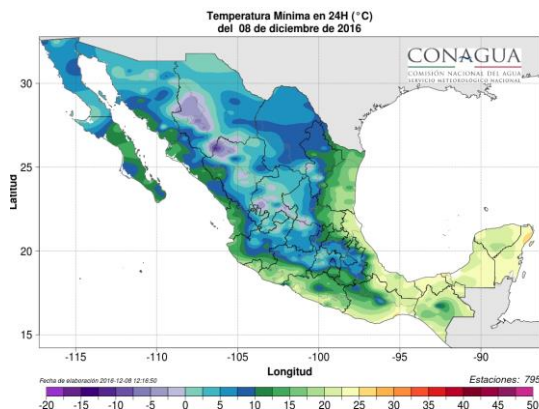 Temperatura Mínima en 24H (°C)
del 08 de diciembre de 2016
CONAGUA
COMISIÓN NACIONAL DEL AGUA
SERVICIO METEOROLÓGICO NACIONAL
Latitud
30
25
20
15
-115 -110 -105 -100 -95 -90
Longitud
Fecha de elaboración 2016-12-08 12:16:50
Estaciones: 795
-20 -15 -10 -5 0 5 10 15 20 25 30 35 40 45 50